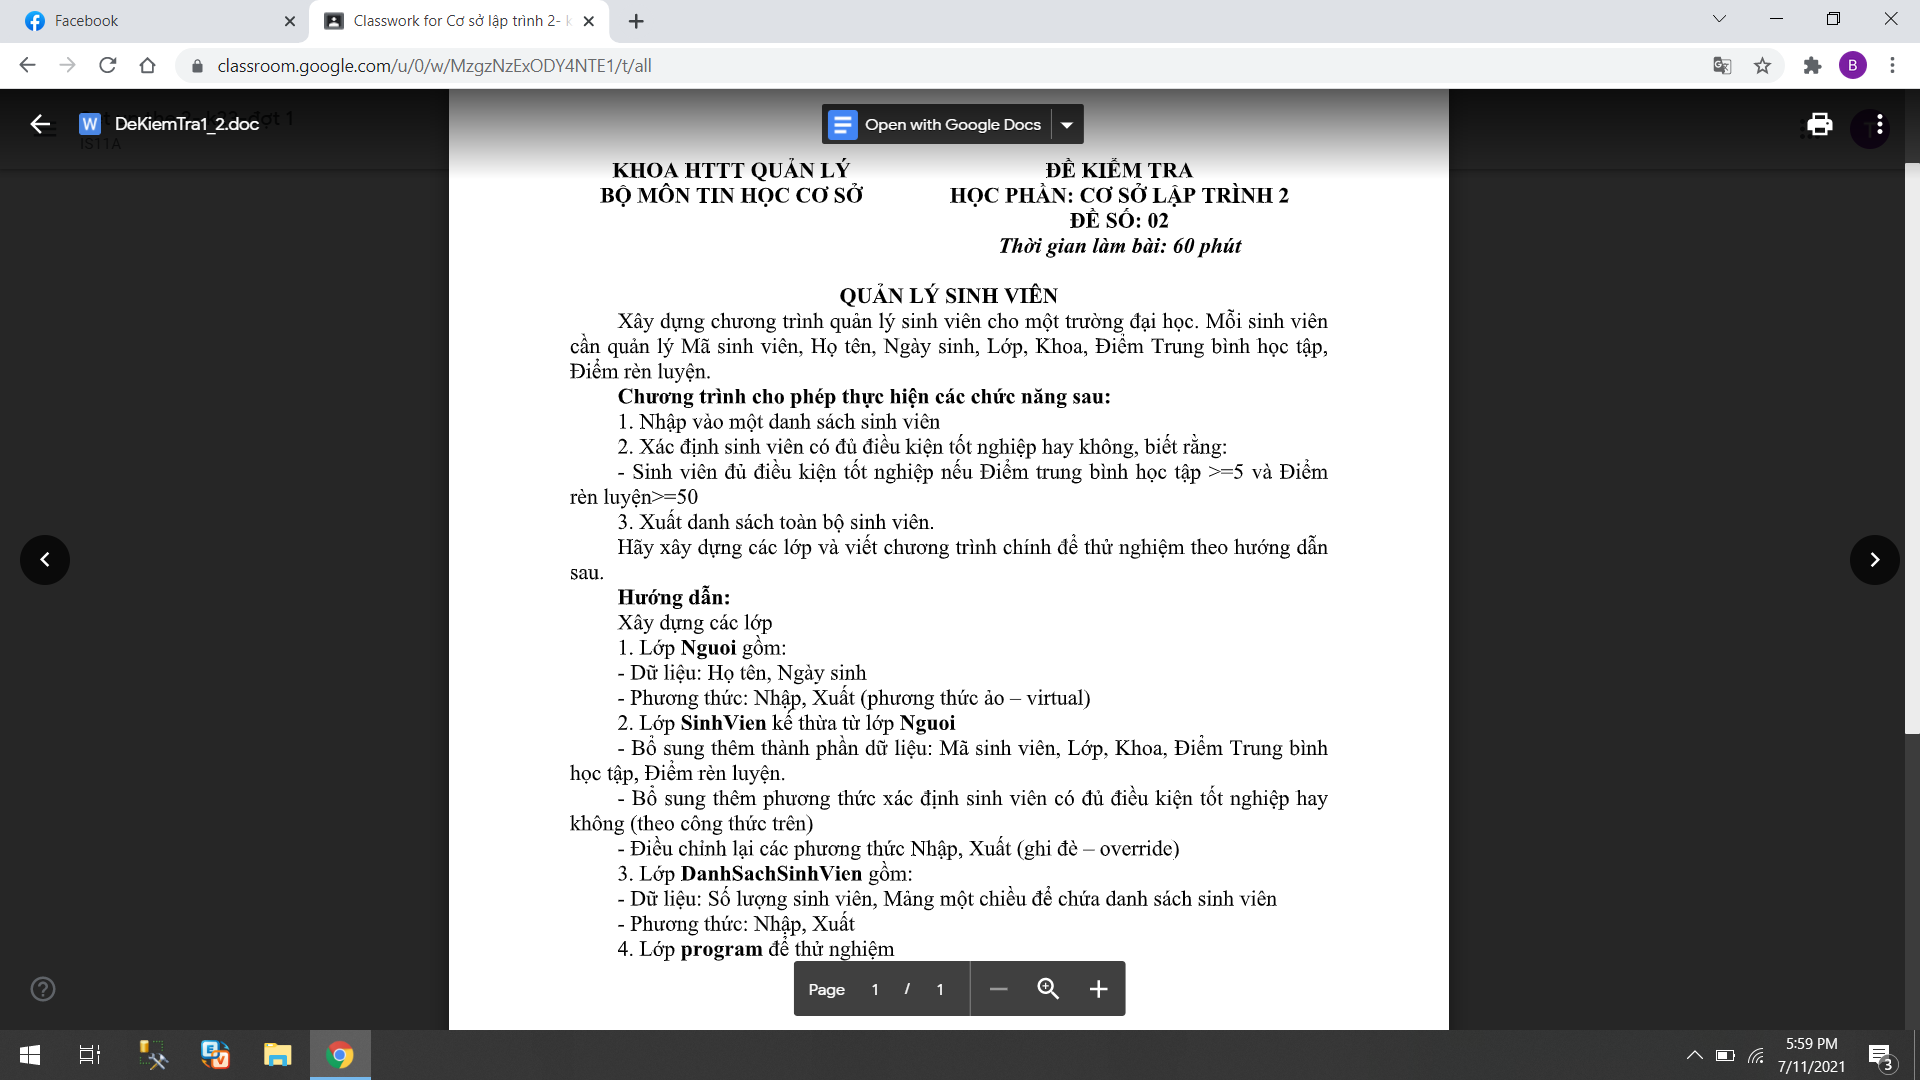 Facebook
Classwork for Cơ sở lập trình 2- k
classroom.google.com/u/0/w/MzgzNzExODY4NTE1/t/all
B
DeKiemTra1_2.doc
đợt 1
IS11A
Open with Google Docs
T
KHOA HTTT QUẢN LÝ
BỘ MÔN TIN HỌC CƠ SỞ
ĐỀ KIỂM TRA
HỌC PHẦN: CƠ SỞ LẬP TRÌNH 2
ĐỀ SỐ: 02
Thời gian làm bài: 60 phút
QUẢN LÝ SINH VIÊN
Xây dựng chương trình quản lý sinh viên cho một trường đại học. Mỗi sinh viên
cần quản lý Mã sinh viên, Họ tên, Ngày sinh, Lớp, Khoa, Điểm Trung bình học tập,
Điểm rèn luyện.
Chương trình cho phép thực hiện các chức năng sau:
1. Nhập vào một danh sách sinh viên
2. Xác định sinh viên có đủ điều kiện tốt nghiệp hay không, biết rằng:
- Sinh viên đủ điều kiện tốt nghiệp nếu Điểm trung bình học tập >=5 và Điểm
rèn luyện>=50
3. Xuất danh sách toàn bộ sinh viên.
Hãy xây dựng các lớp và viết chương trình chính để thử nghiệm theo hướng dẫn
sau.
Hướng dẫn:
Xây dựng các lớp
1. Lớp Nguoi gồm:
- Dữ liệu: Họ tên, Ngày sinh
- Phương thức: Nhập, Xuất (phương thức ảo – virtual)
2. Lớp SinhVien kế thừa từ lớp Nguoi
- Bổ sung thêm thành phần dữ liệu: Mã sinh viên, Lớp, Khoa, Điểm Trung bình
học tập, Điểm rèn luyện.
- Bổ sung thêm phương thức xác định sinh viên có đủ điều kiện tốt nghiệp hay
không (theo công thức trên)
- Điều chỉnh lại các phương thức Nhập, Xuất (ghi đè – override)
3. Lớp DanhSachSinhVien gồm:
- Dữ liệu: Số lượng sinh viên, Mảng một chiều để chứa danh sách sinh viên
- Phương thức: Nhập, Xuất
4. Lớp program để thử nghiệm
Page 1 / 1
5:59 PM
7/11/2021
3